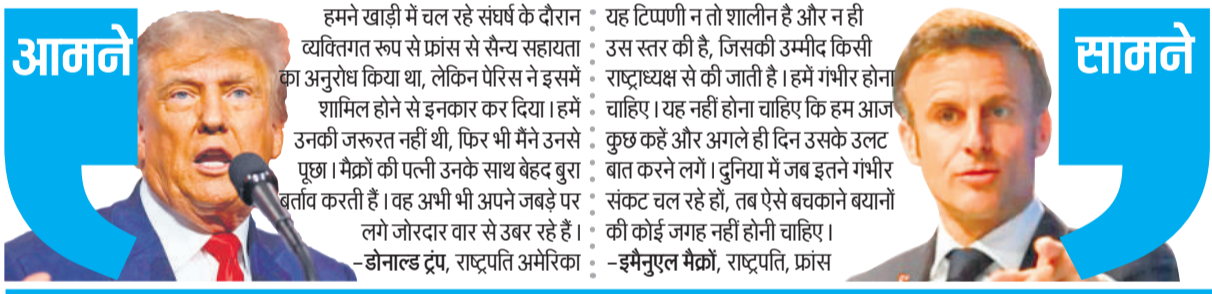 आमने
हमने खाड़ी में चल रहे संघर्ष के दौरान
व्यक्तिगत रूप से फ्रांस से सैन्य सहायता
का अनुरोध किया था, लेकिन पेरिस ने इसमें
शामिल होने से इनकार कर दिया। हमें
उनकी जरूरत नहीं थी, फिर भी मैंने उनसे
पूछा। मैक्रों की पत्नी उनके साथ बेहद बुरा
बर्ताव करती हैं। वह अभी भी अपने जबड़े पर
लगे जोरदार वार से उबर रहे हैं।
-डोनाल्ड ट्रंप, राष्ट्रपति अमेरिका
यह टिप्पणी न तो शालीन है और न ही
उस स्तर की है, जिसकी उम्मीद किसी
राष्ट्राध्यक्ष से की जाती है। हमें गंभीर होना
चाहिए। यह नहीं होना चाहिए कि हम आज
कुछ कहें और अगले ही दिन उसके उलट
बात करने लगें। दुनिया में जब इतने गंभीर
संकट चल रहे हों, तब ऐसे बचकाने बयानों
की कोई जगह नहीं होनी चाहिए।
-इमैनुएल मैक्रों, राष्ट्रपति, फ्रांस
सामने